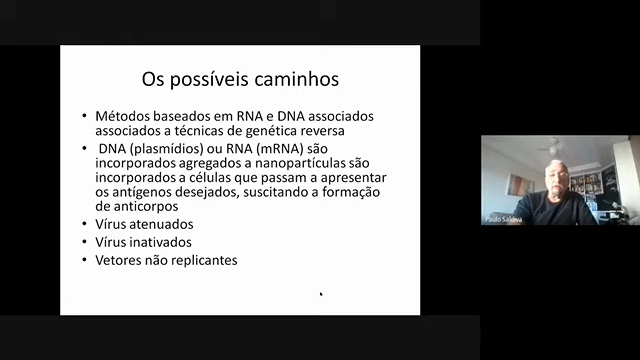 Os possíveis caminhos
• Métodos baseados em RNA e DNA associados
associados a técnicas de genética reversa
• DNA (plasmídios) ou RNA (mRNA) são
incorporados agregados a nanopartículas são
incorporados a células que passam a apresentar
os antígenos desejados, suscitando a formação
de anticorpos
• Vírus atenuados
• Vírus inativados
• Vetores não replicantes
Paulo Saldiva